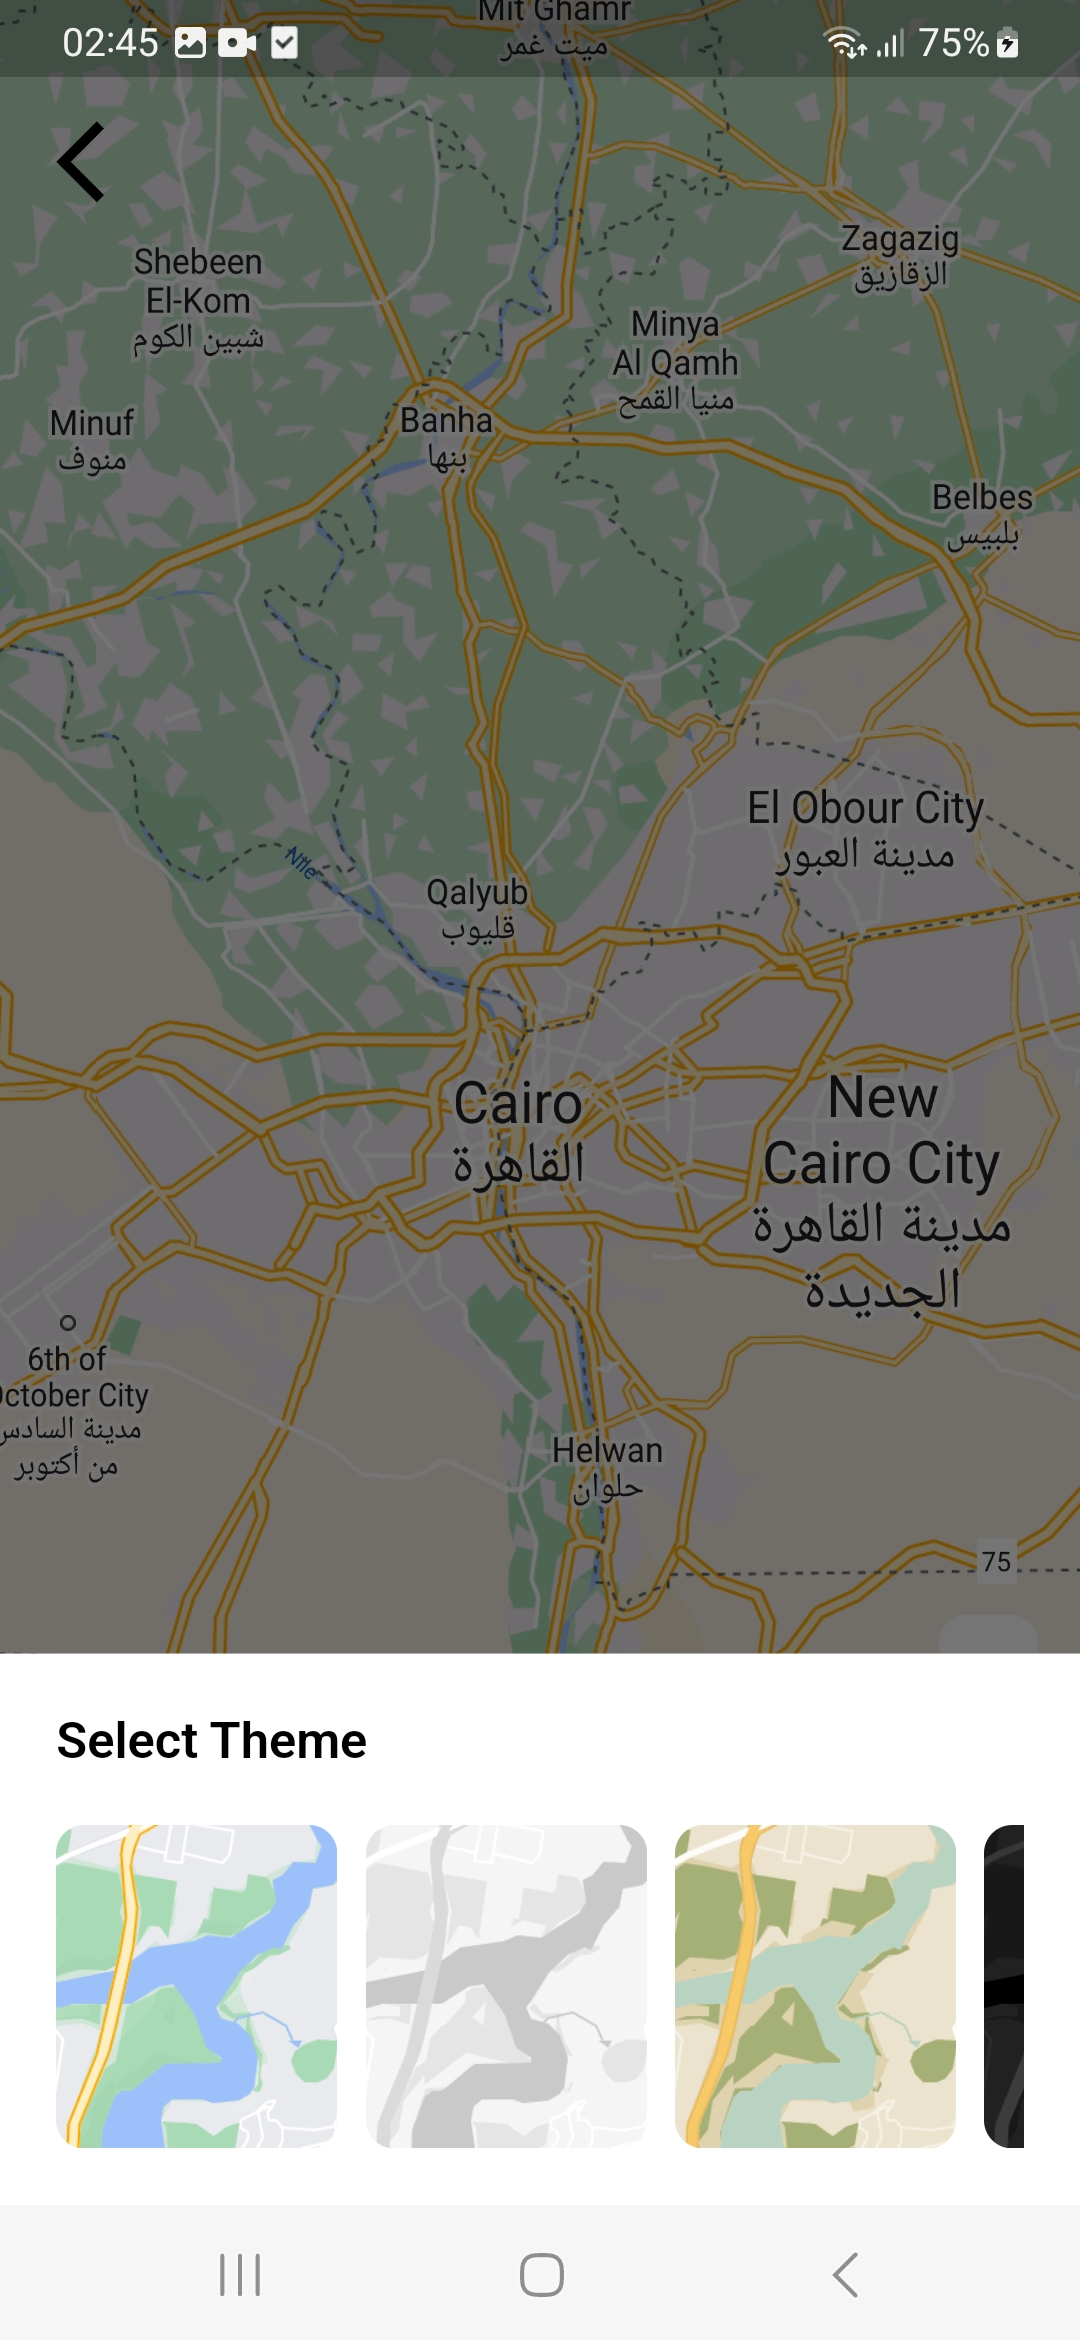 02:45
75%
Mit Ghamr
ميت غمر
Zagazig
الزقازيق
Shebeen
El-Kom
شبين الكوم
Minya
Al Qamh
منيا القمح
Minuf
منوف
Banha
بنها
Belbes
بلبيس
El Obour City
مدينة العبور
Nile
Qalyub
قليوب
Cairo
القاهرة
New
Cairo City
مدينة القاهرة
الجديدة
6th of
October City
مدينة السادس
من أكتوبر
Helwan
حلوان
75
Select Theme